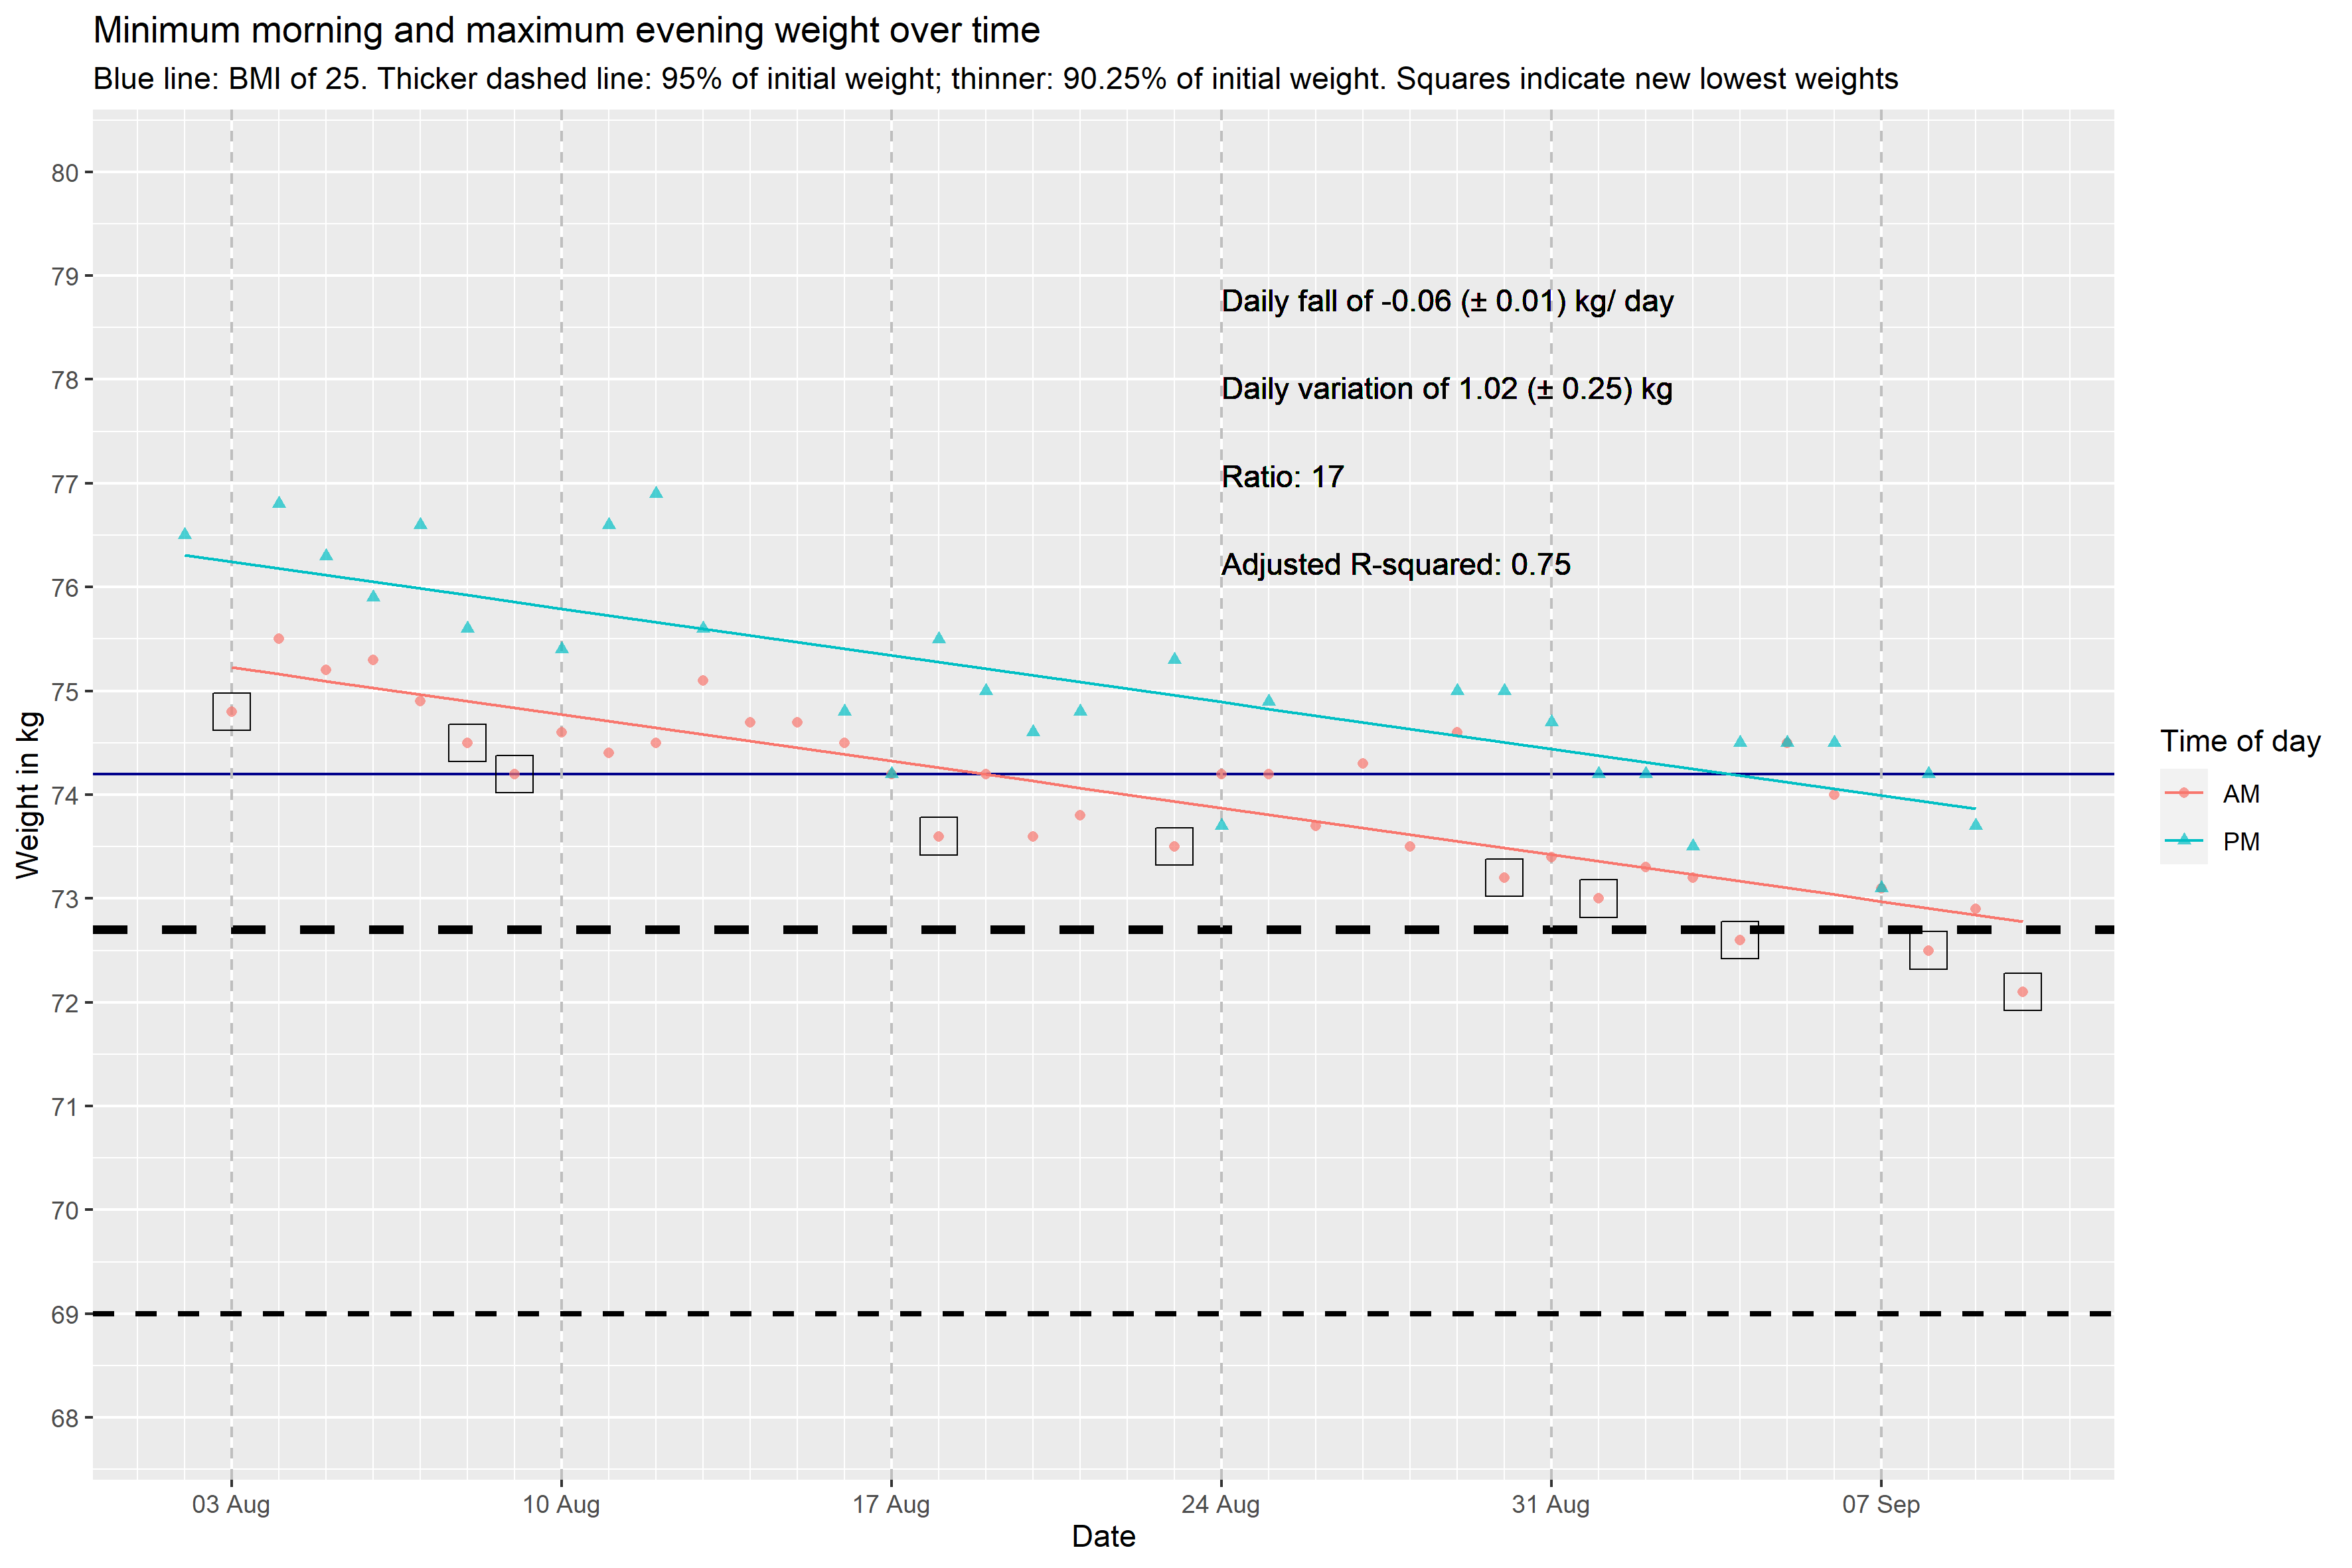 Minimum morning and maximum evening weight over time
Blue line: BMI of 25. Thicker dashed line: 95% of initial weight; thinner: 90.25% of initial weight. Squares indicate new lowest weights
80
79
78
77
76
75
74
73
72
71
70
69
68
Weight in kg
Daily fall of -0.06 (± 0.01) kg/ day
Daily variation of 1.02 (± 0.25) kg
Ratio: 17
Adjusted R-squared: 0.75
Time of day
AM
PM
03 Aug
10 Aug
17 Aug
24 Aug
31 Aug
07 Sep
Date